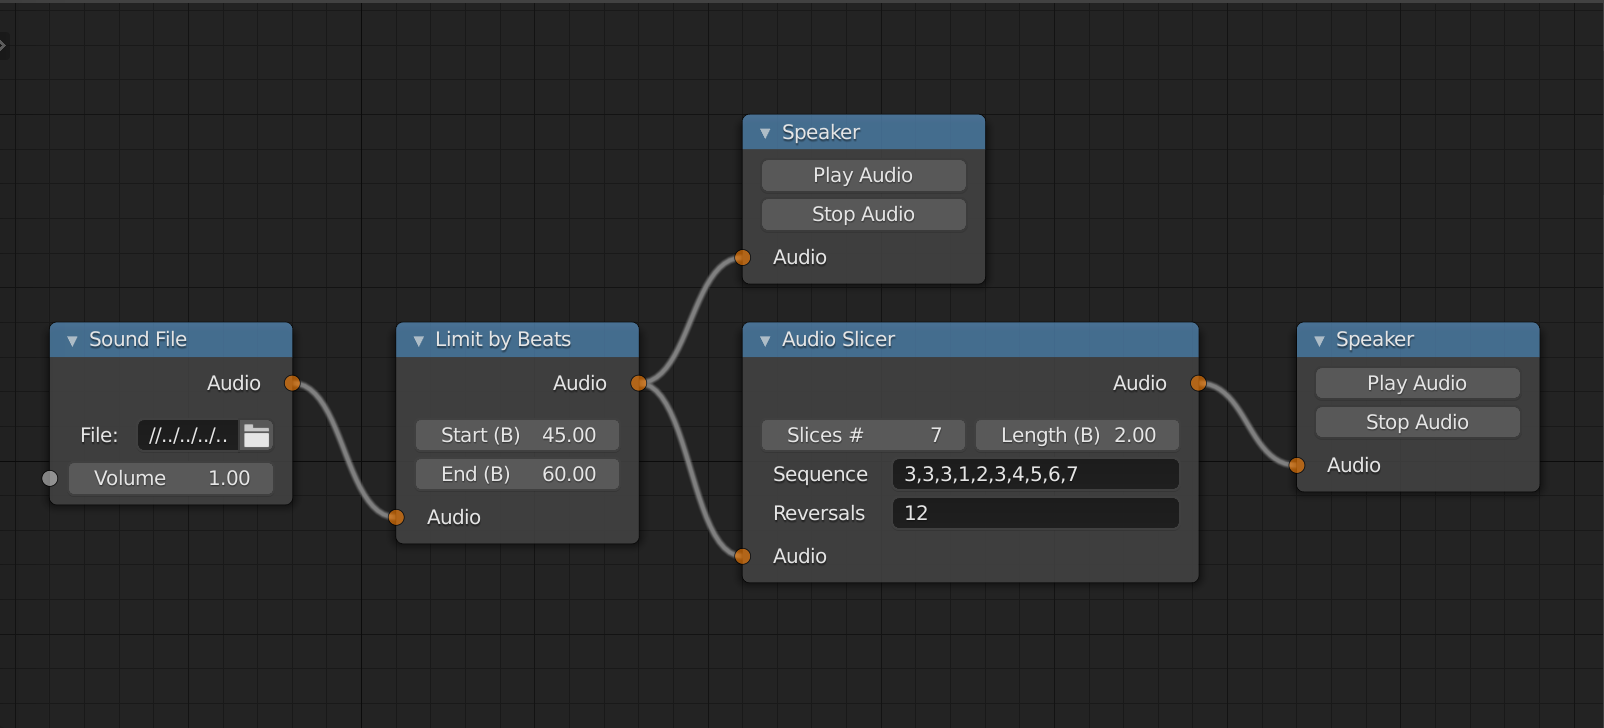 Speaker
Play Audio
Stop Audio
Audio
Sound File
Audio
File: //../../../..
Volume 1.00
Limit by Beats
Audio
Start (B) 45.00
End (B) 60.00
Audio
Audio Slicer
Audio
Slices # 7 Length (B) 2.00
Sequence 3,3,3,1,2,3,4,5,6,7
Reversals 12
Audio
Speaker
Play Audio
Stop Audio
Audio